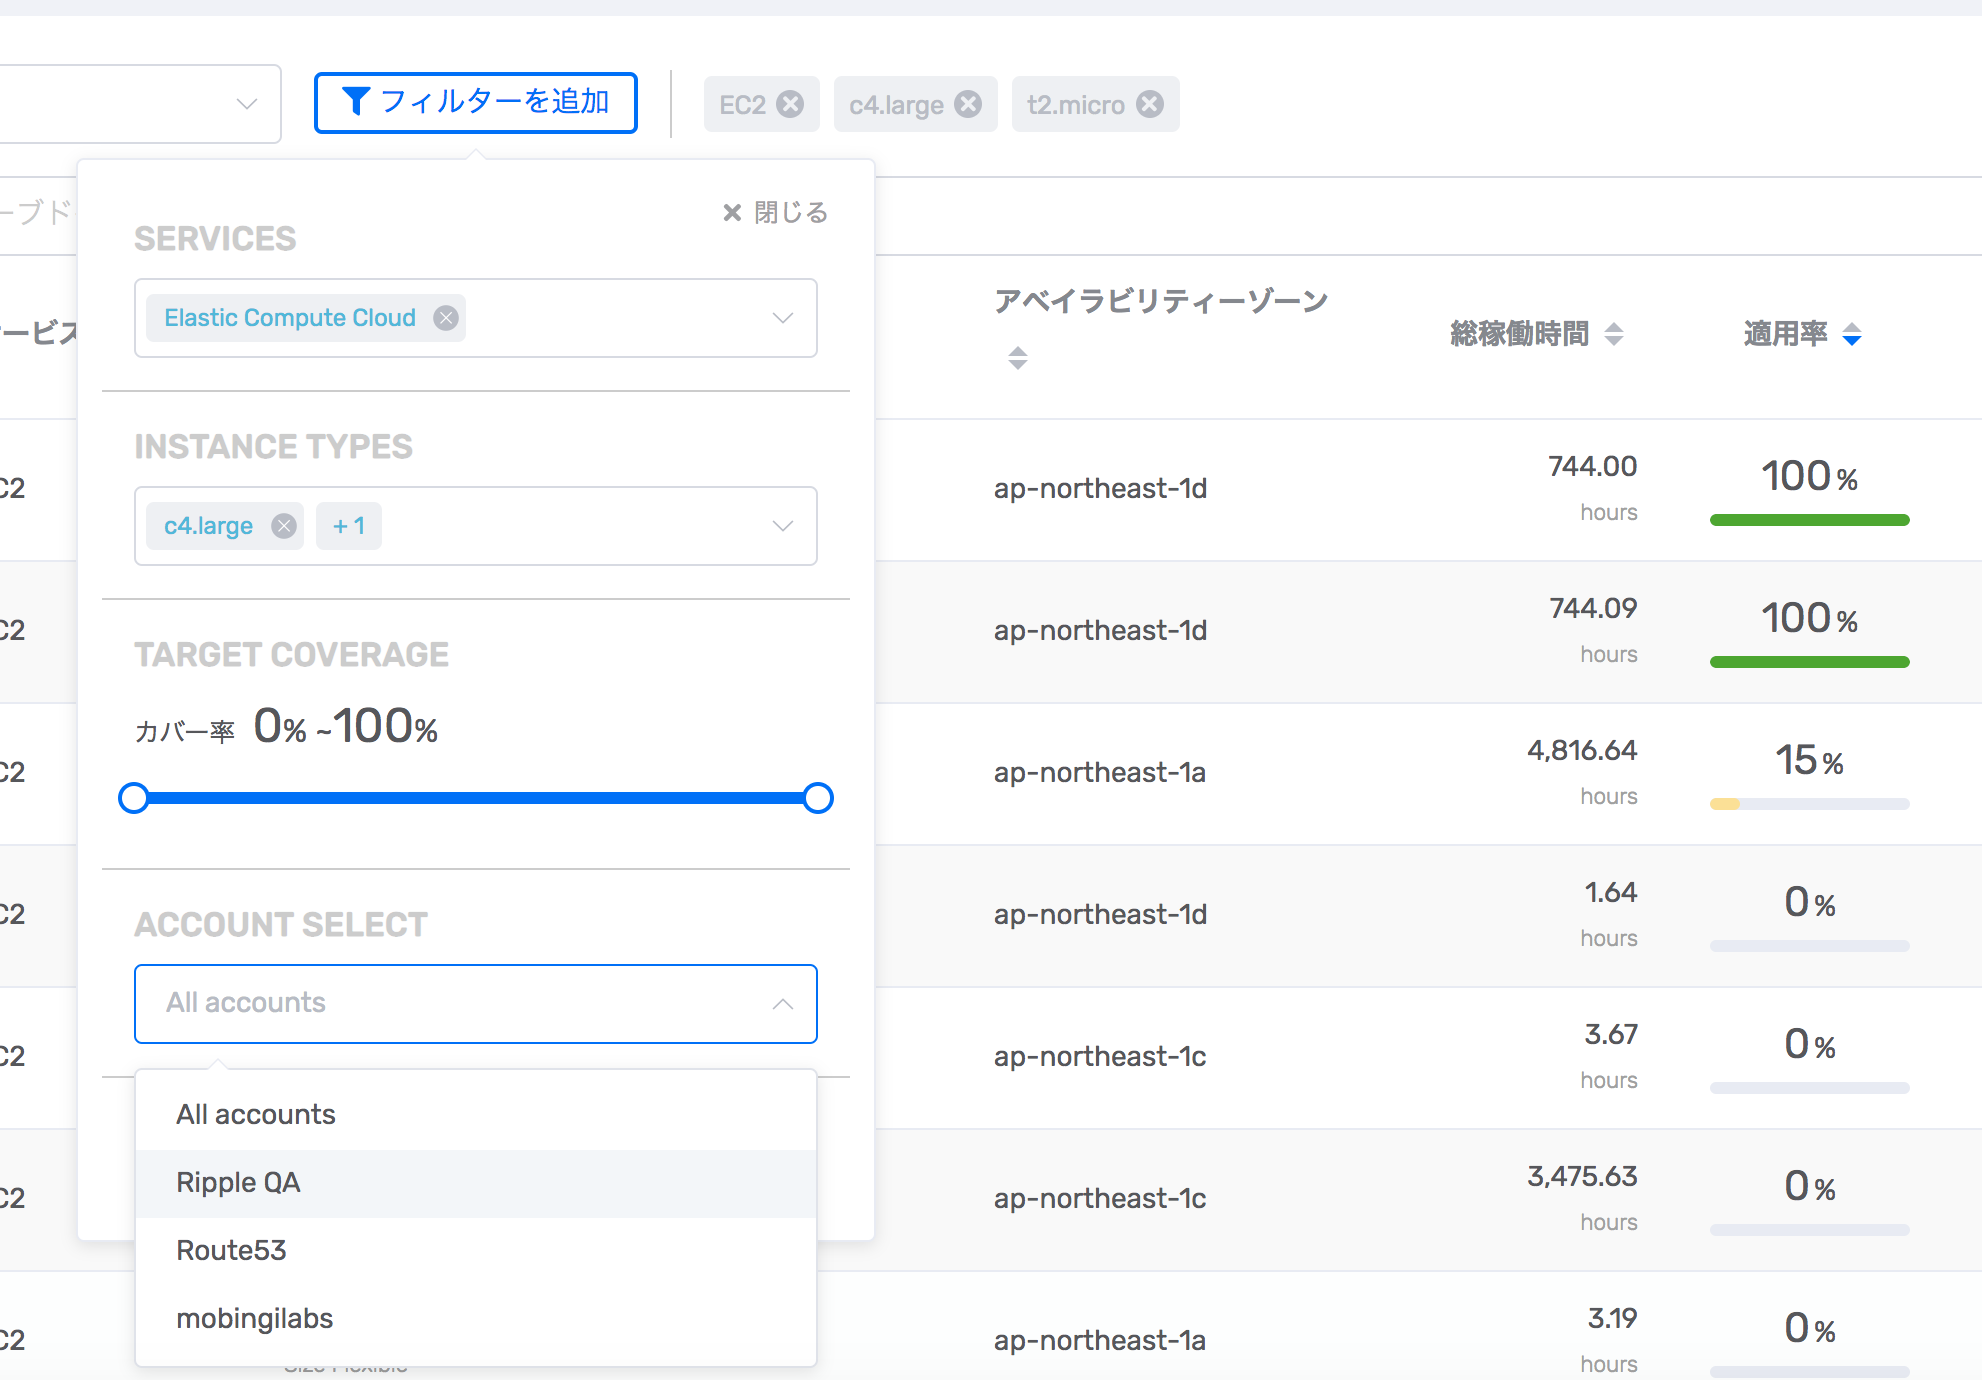 フィルターを追加
EC2
c4.large
t2.micro
ーブド
閉じる
SERVICES
Elastic Compute Cloud
INSTANCE TYPES
c4.large
+ 1
TARGET COVERAGE
カバー率 0% ~100%
ACCOUNT SELECT
All accounts
All accounts
Ripple QA
Route53
mobingilabs
ービス
アベイラビリティーゾーン
総稼働時間
適用率
C2
ap-northeast-1d
744.00
hours
100 %
C2
ap-northeast-1d
744.09
hours
100 %
C2
ap-northeast-1a
4,816.64
hours
15 %
C2
ap-northeast-1d
1.64
hours
0 %
C2
ap-northeast-1c
3.67
hours
0 %
C2
ap-northeast-1c
3,475.63
hours
0 %
C2
ap-northeast-1a
3.19
hours
0 %